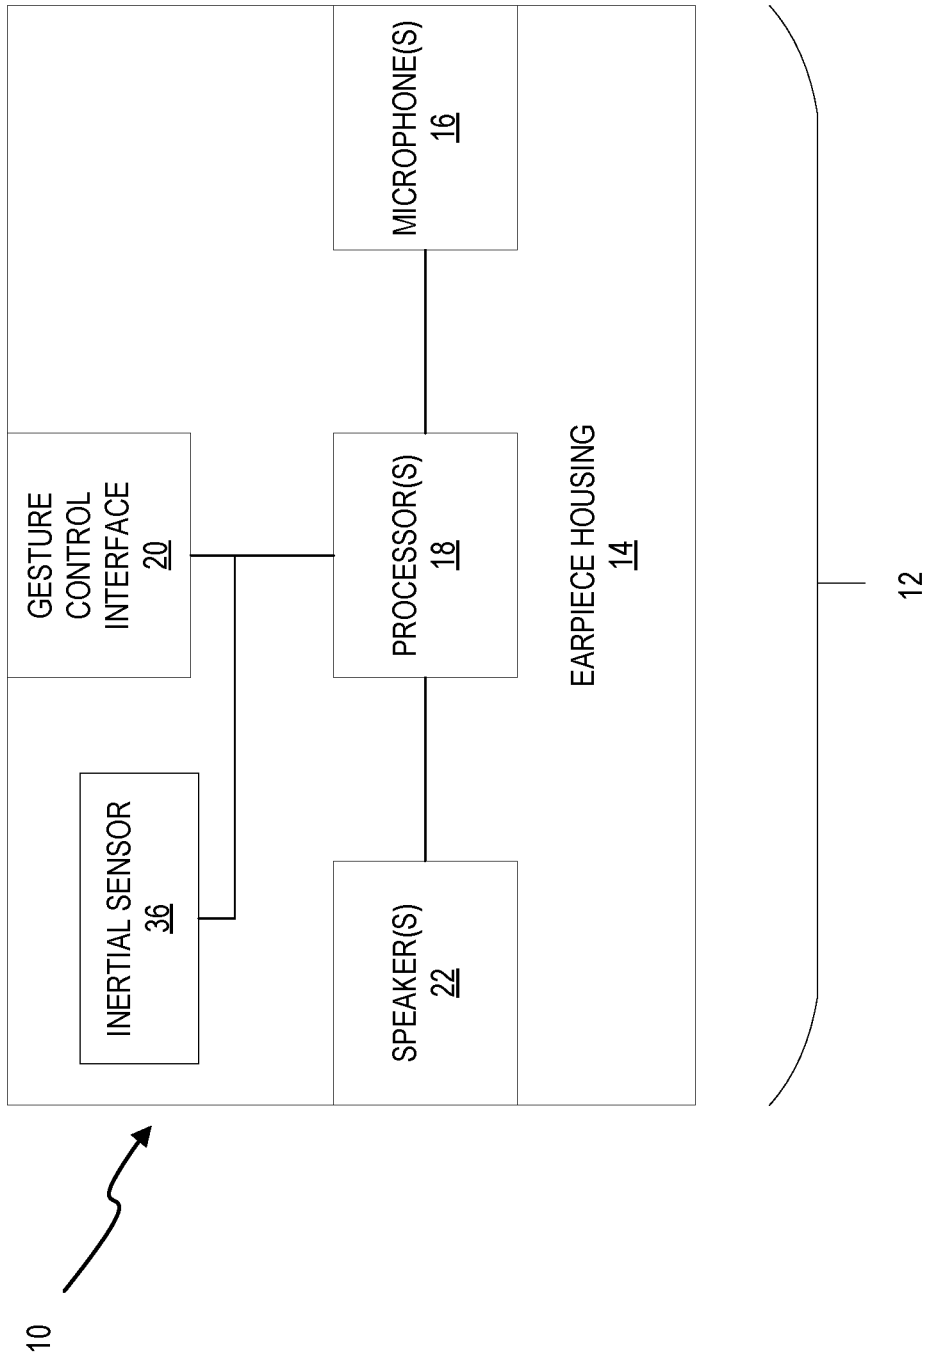 10
INERTIAL SENSOR
36
GESTURE
CONTROL
INTERFACE
20
SPEAKER(S)
22
PROCESSOR(S)
18
MICROPHONE(S)
16
EARPIECE HOUSING
14
12